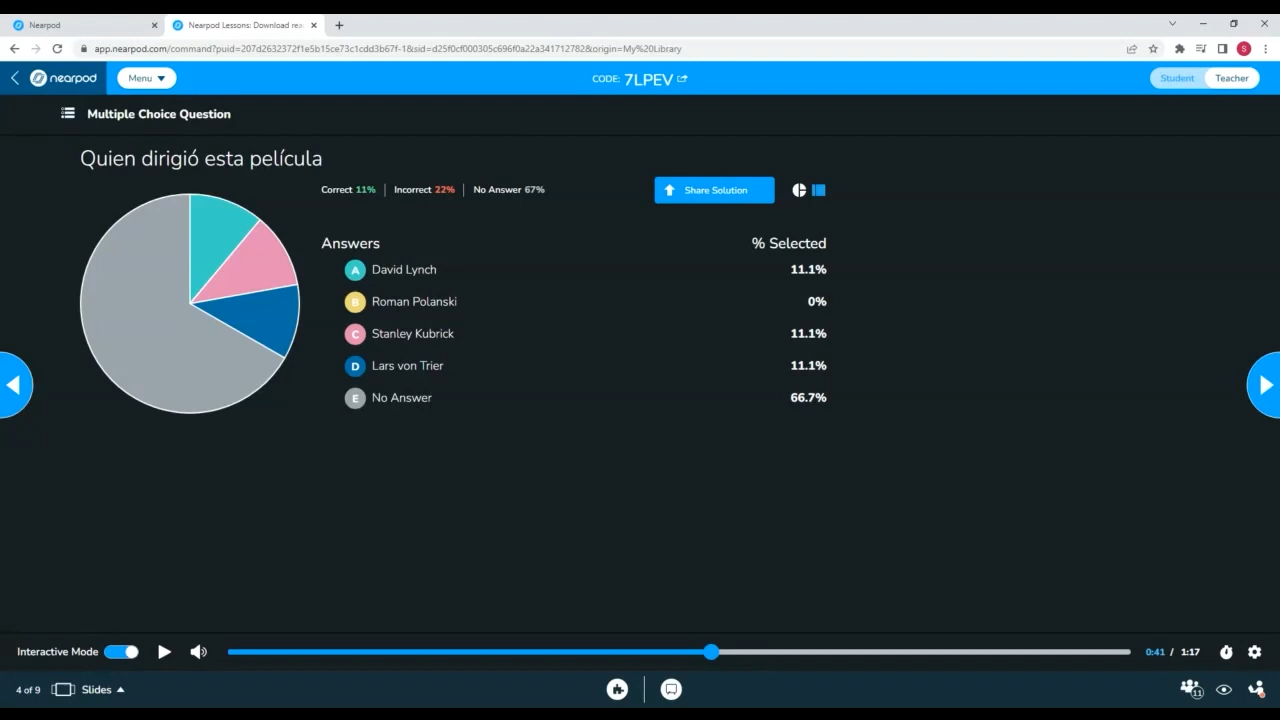 Nearpod
Nearpod Lessons: Download rea
app.nearpod.com/command?puid=207d2632372f1e5b15ce73c1cdd3b67f-1&sid=d25f0cf000305c696f0a22a341712782&origin=My%20Library
S
nearpod
Menu
CODE: 7LPEV
Student
Teacher
Multiple Choice Question
Quien dirigió esta película
Correct 11%
Incorrect 22%
No Answer 67%
Share Solution
Answers
% Selected
A David Lynch 11.1%
B Roman Polanski 0%
C Stanley Kubrick 11.1%
D Lars von Trier 11.1%
E No Answer 66.7%
Interactive Mode
0:41 / 1:17
4 of 9
Slides
11